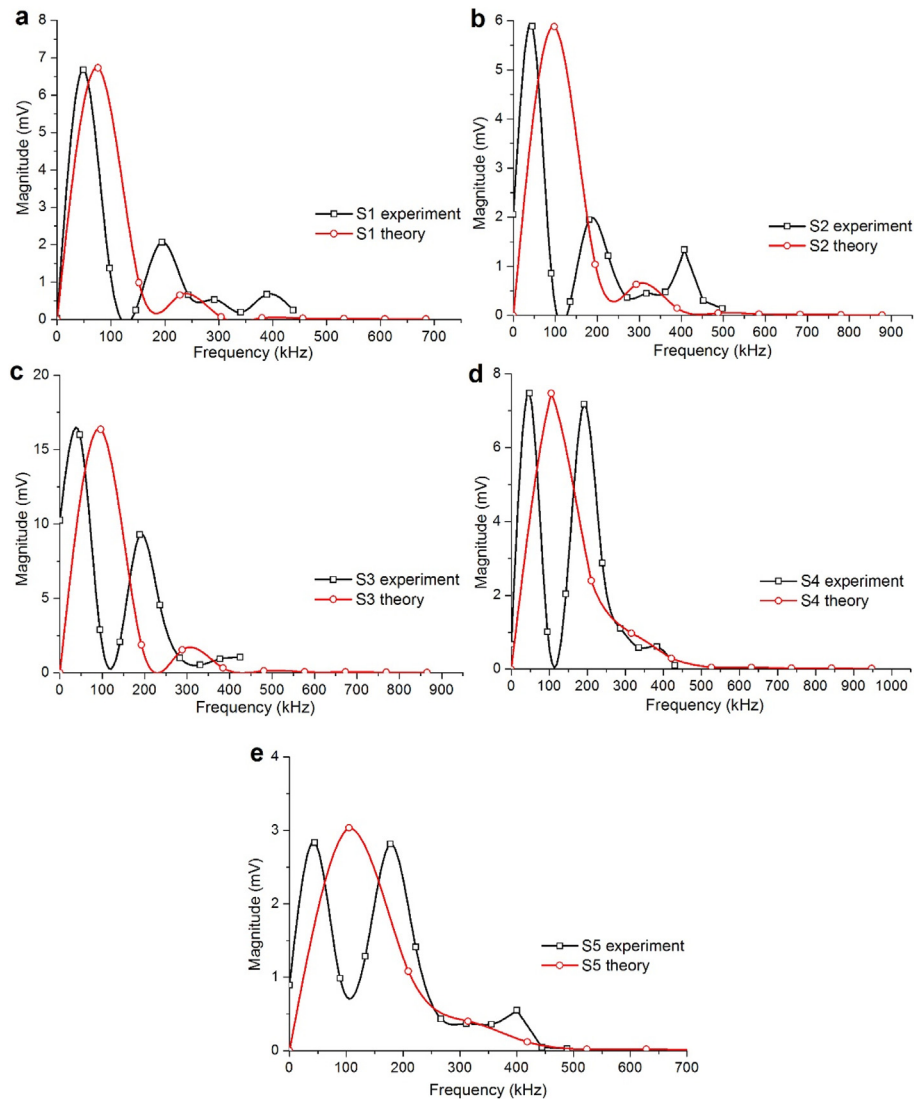 a
8
7
6
5
4
3
2
1
0
Magnitude (mV)
S1 experiment
S1 theory
0 100 200 300 400 500 600 700
Frequency (kHz)
b
6
5
4
3
2
1
0
Magnitude (mV)
S2 experiment
S2 theory
0 100 200 300 400 500 600 700 800 900
Frequency (kHz)
c
20
15
10
5
0
Magnitude (mV)
S3 experiment
S3 theory
0 100 200 300 400 500 600 700 800 900
Frequency (kHz)
d
8
6
4
2
0
Magnitude (mV)
S4 experiment
S4 theory
0 100 200 300 400 500 600 700 800 900 1000
Frequency (kHz)
e
4
3
2
1
0
Magnitude (mV)
S5 experiment
S5 theory
0 100 200 300 400 500 600 700
Frequency (kHz)